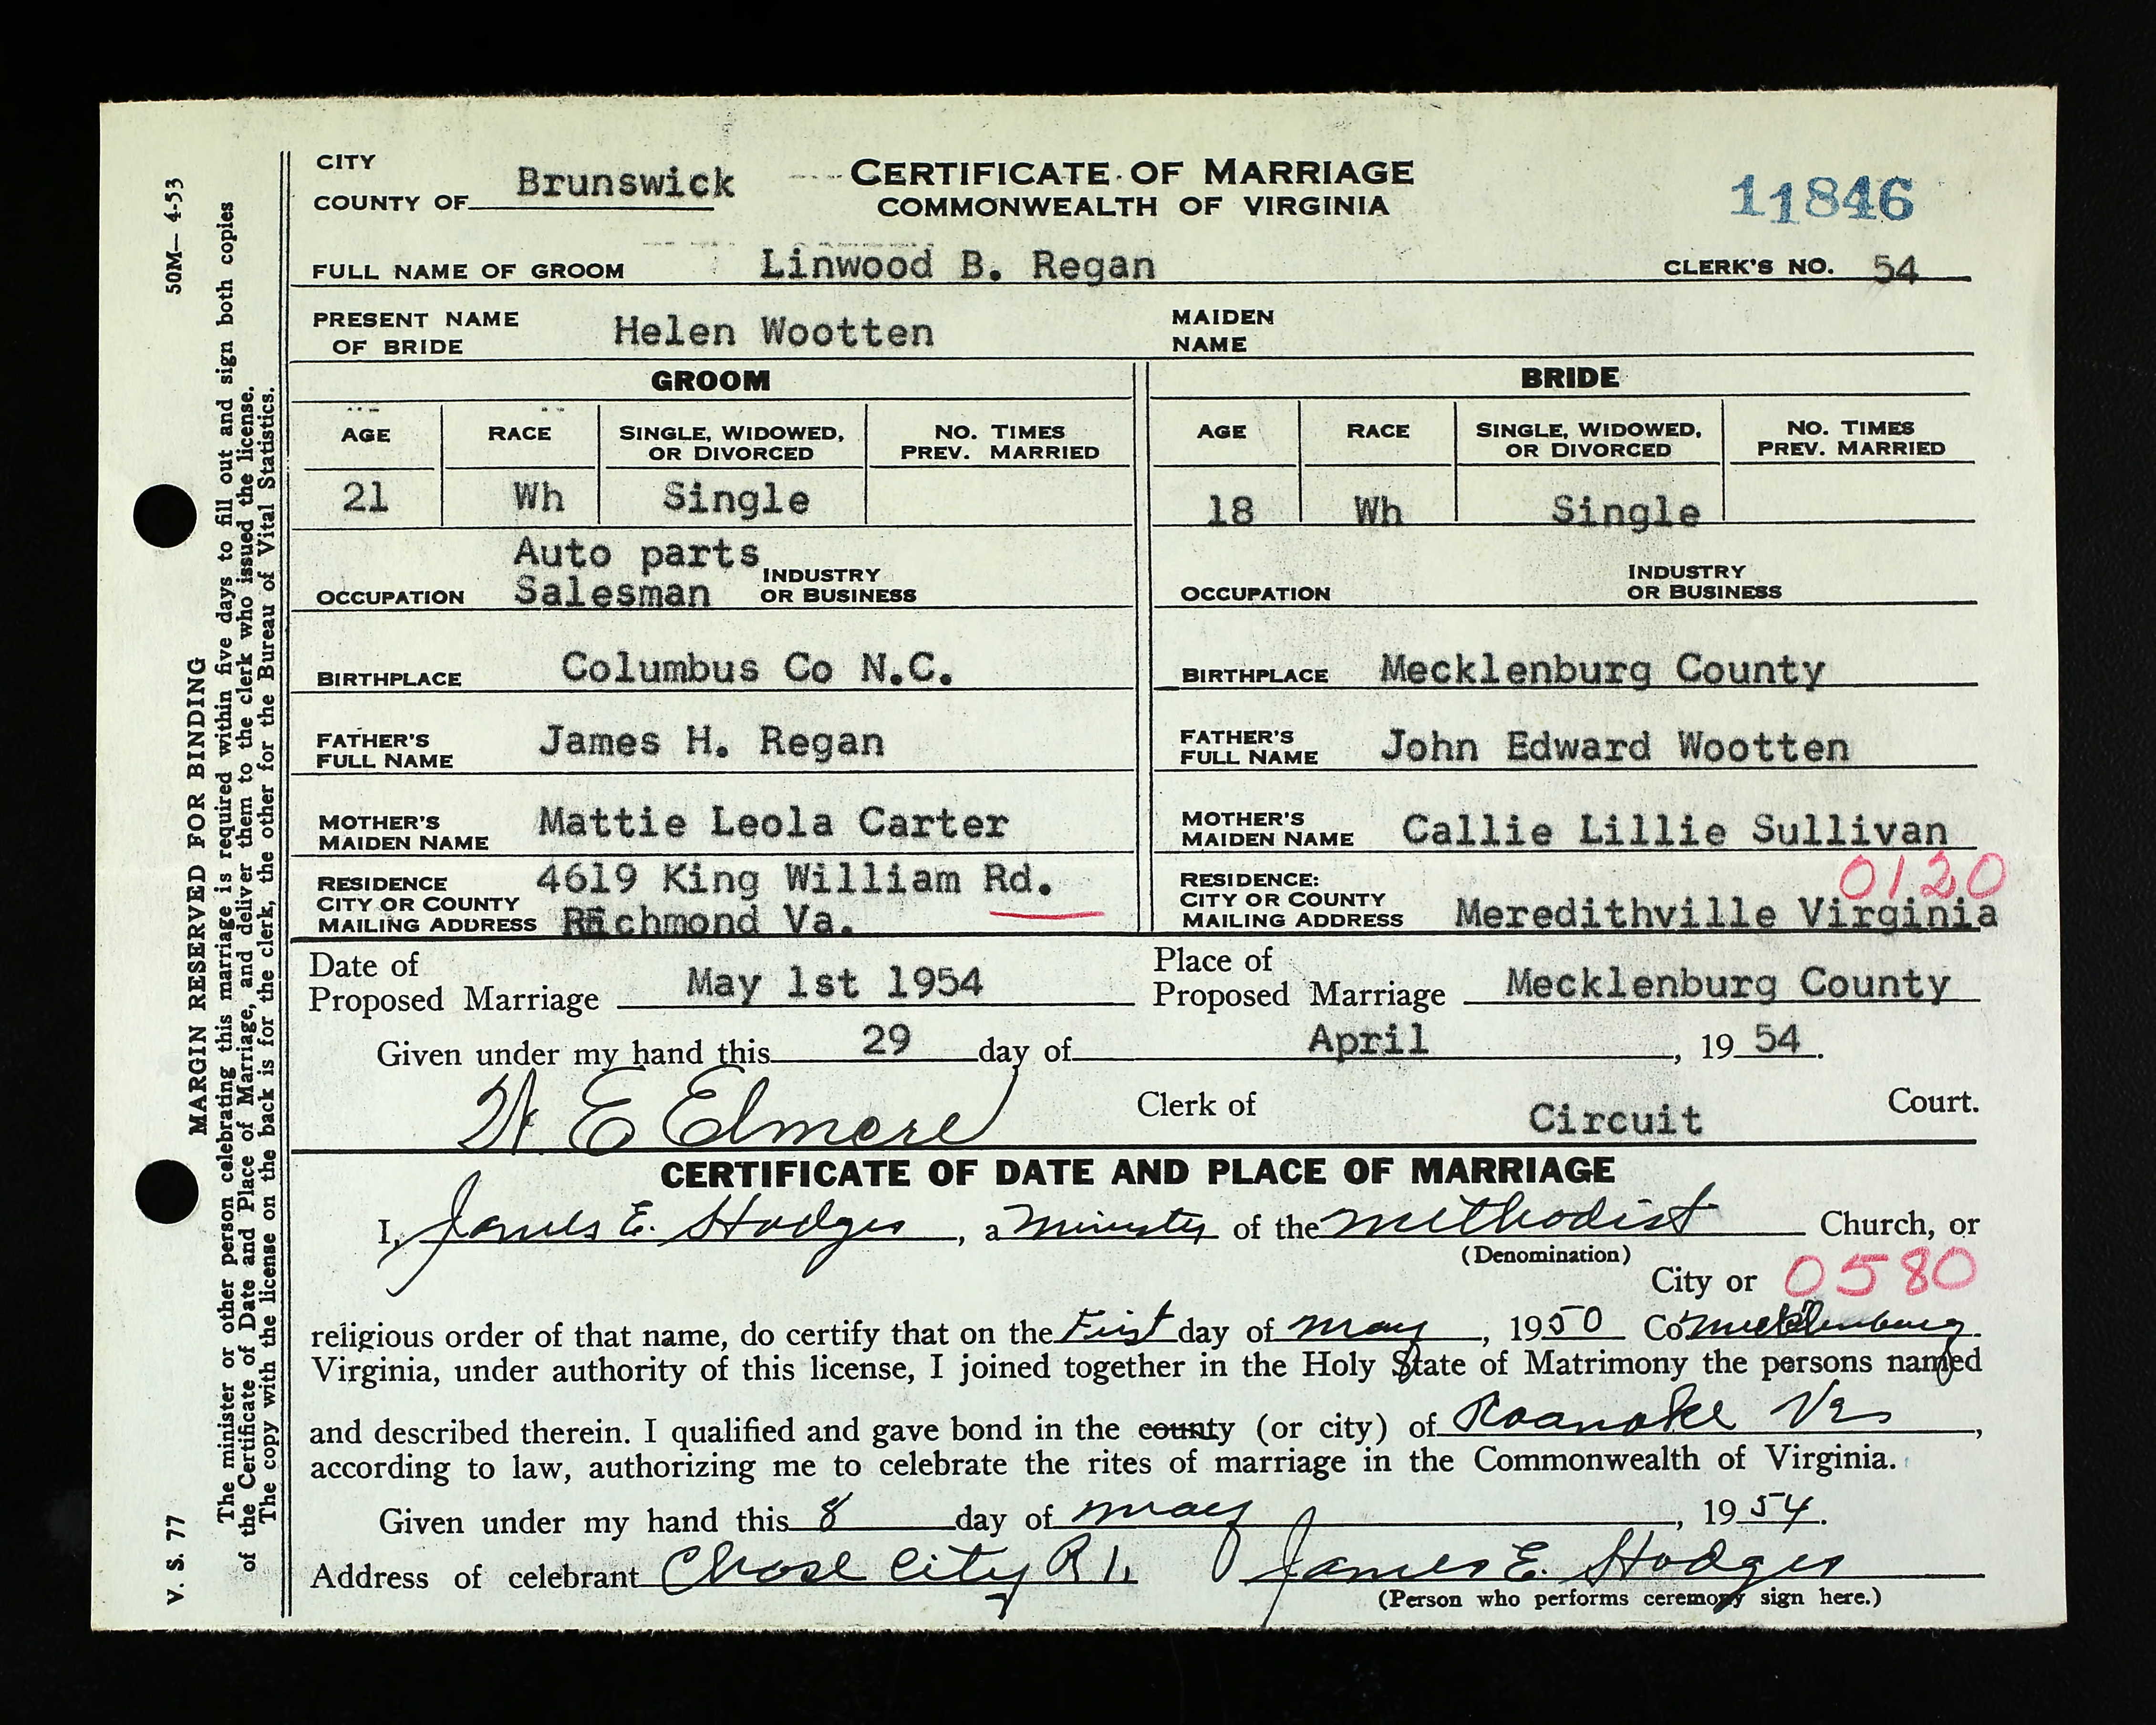 CITY
COUNTY OF Brunswick
CERTIFICATE OF MARRIAGE
COMMONWEALTH OF VIRGINIA
11846
FULL NAME OF GROOM Linwood B. Regan CLERK'S NO. 54
PRESENT NAME OF BRIDE Helen Wootten MAIDEN NAME
GROOM
AGE RACE SINGLE, WIDOWED, OR DIVORCED NO. TIMES PREV. MARRIED
21 Wh Single
Auto parts
OCCUPATION Salesman INDUSTRY OR BUSINESS
BIRTHPLACE Columbus Co N.C.
FATHER'S FULL NAME James H. Regan
MOTHER'S MAIDEN NAME Mattie Leola Carter
RESIDENCE 4619 King William Rd.
CITY OR COUNTY
MAILING ADDRESS Richmond Va.
BRIDE
AGE RACE SINGLE, WIDOWED, OR DIVORCED NO. TIMES PREV. MARRIED
18 Wh Single
OCCUPATION INDUSTRY OR BUSINESS
BIRTHPLACE Mecklenburg County
FATHER'S FULL NAME John Edward Wootten
MOTHER'S MAIDEN NAME Callie Lillie Sullivan
0120
RESIDENCE:
CITY OR COUNTY
MAILING ADDRESS Meredithville Virginia
Date of Proposed Marriage May 1st 1954 Place of Proposed Marriage Mecklenburg County
Given under my hand this 29 day of April, 19 54.
W. E Elmore Clerk of Circuit Court.
CERTIFICATE OF DATE AND PLACE OF MARRIAGE
I, James E. Hodges, a Minister of the Methodist Church, or
(Denomination)
City or 0580
religious order of that name, do certify that on the First day of May, 1950 Co Mecklenburg
Virginia, under authority of this license, I joined together in the Holy State of Matrimony the persons named
and described therein. I qualified and gave bond in the county (or city) of Roanoke Va,
according to law, authorizing me to celebrate the rites of marriage in the Commonwealth of Virginia.
Given under my hand this 8 day of May, 19 54.
Address of celebrant Chase City R 1. James E. Hodges
(Person who performs ceremony sign here.)
V. S. 77 MARGIN RESERVED FOR BINDING 50M—4-53
The minister or other person celebrating this marriage is required within five days to fill out and sign both copies
of the Certificate of Date and Place of Marriage, and deliver them to the clerk who issued the license.
The copy with the license on the back is for the clerk, the other for the Bureau of Vital Statistics.